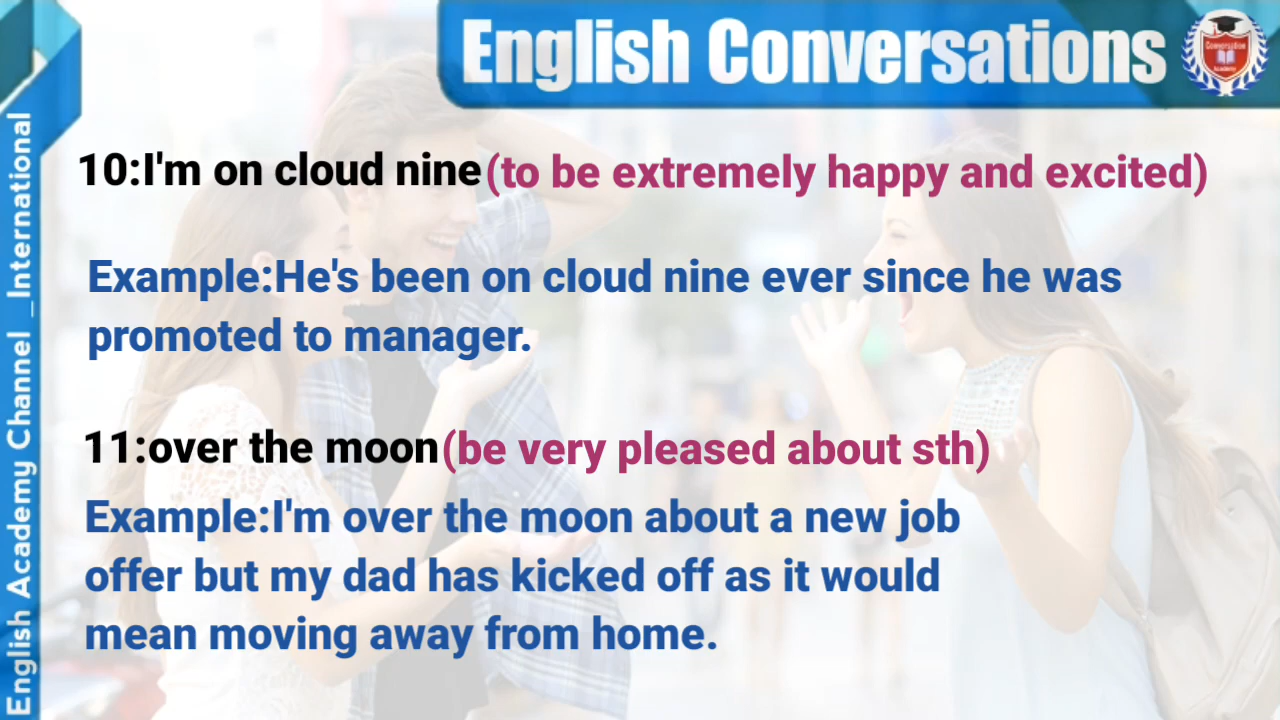 English Conversations
Conversation
Academy
English Academy Channel _International
10:I'm on cloud nine(to be extremely happy and excited)
Example:He's been on cloud nine ever since he was
promoted to manager.
11:over the moon(be very pleased about sth)
Example:I'm over the moon about a new job
offer but my dad has kicked off as it would
mean moving away from home.